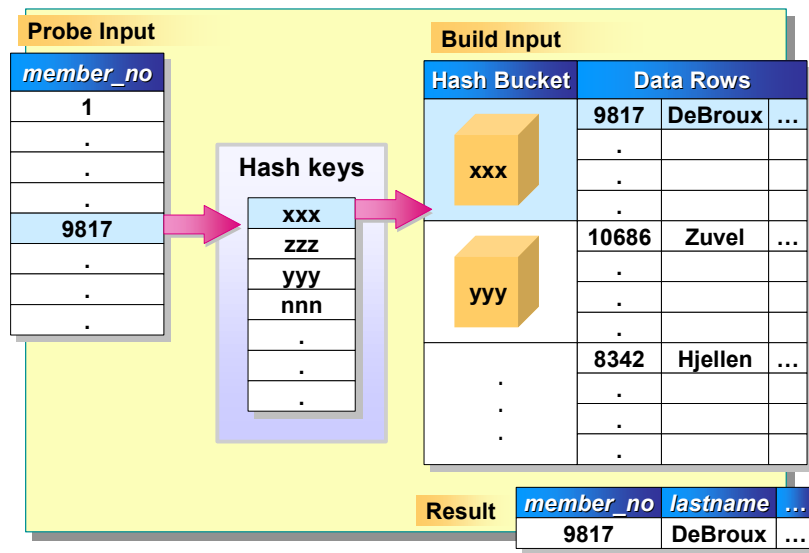 Probe Input
member_no
1
.
.
.
9817
.
.
.
Hash keys
xxx
zzz
yyy
nnn
.
.
.
Build Input
Hash Bucket Data Rows
xxx
9817 DeBroux ...
.
.
.
yyy
10686 Zuvel ...
.
.
.
.
.
.
8342 Hjellen ...
.
.
.
Result
member_no lastname ...
9817 DeBroux ...